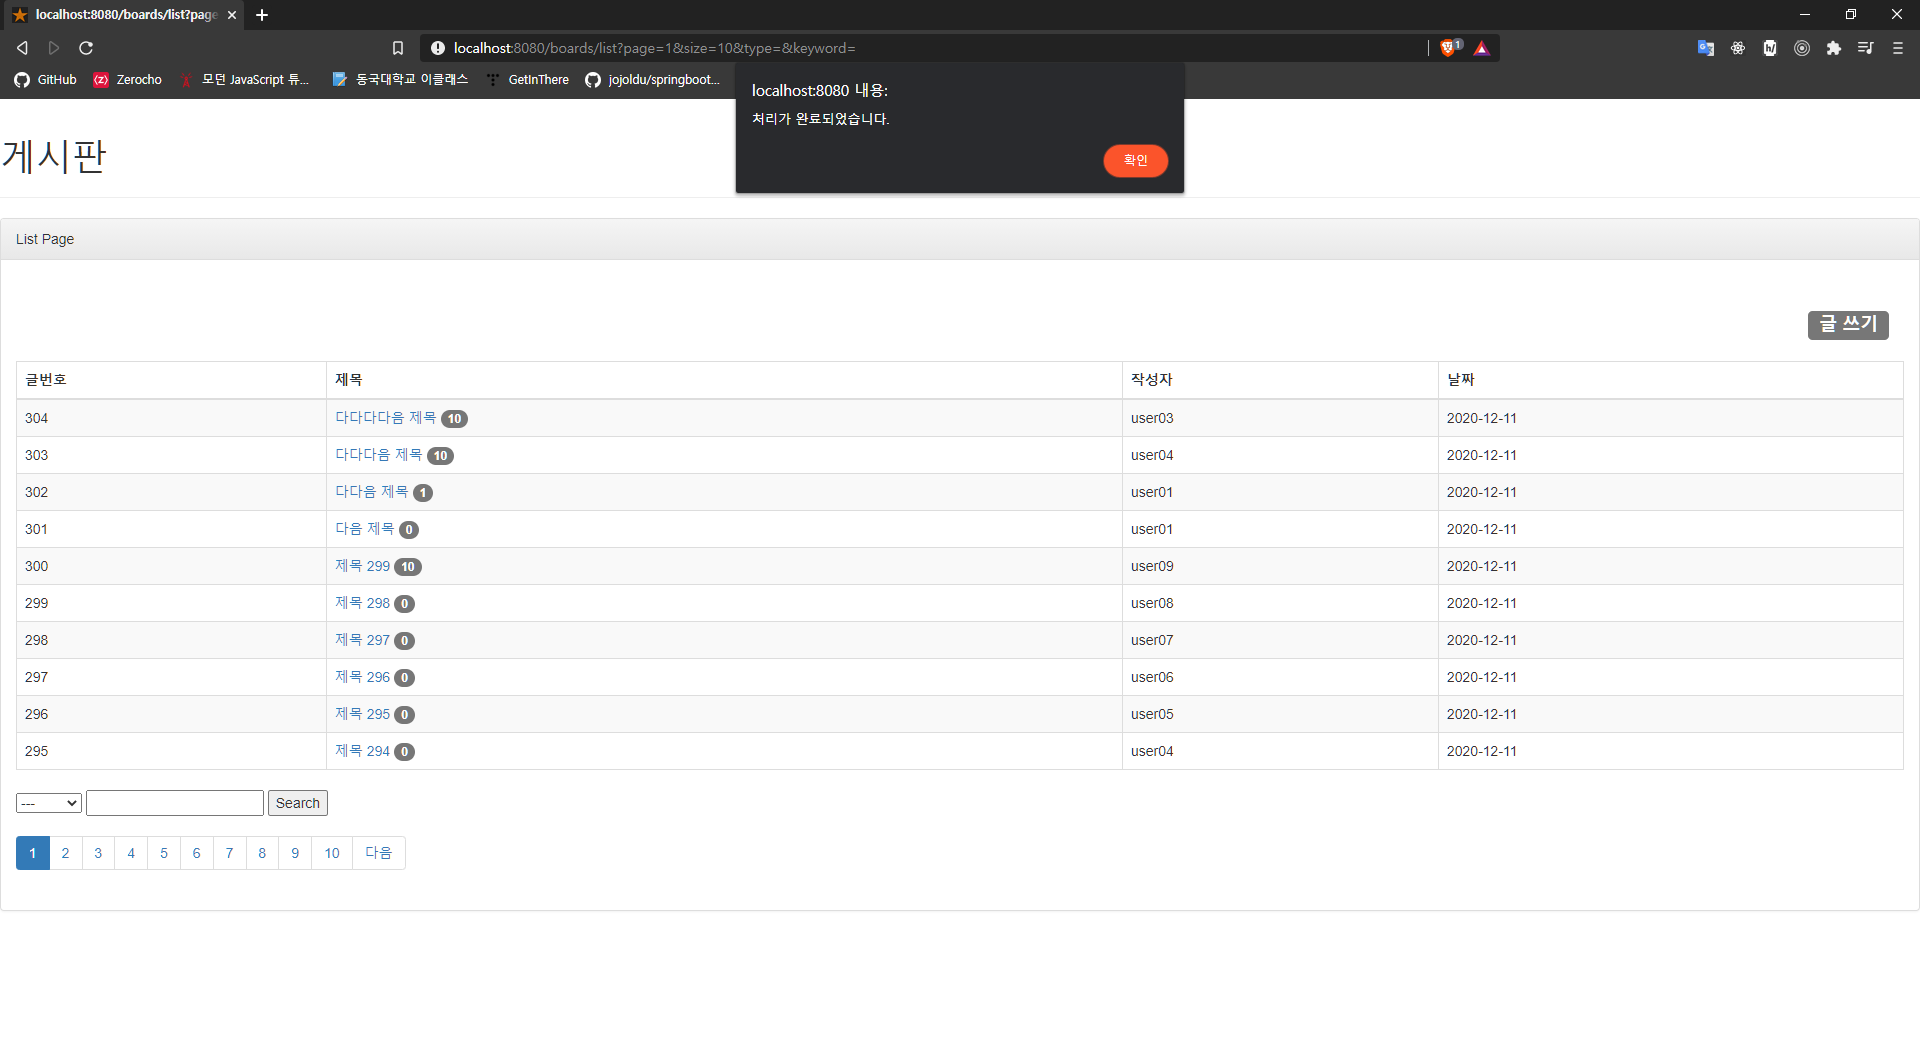 localhost:8080/boards/list?page
localhost:8080/boards/list?page=1&size=10&type=&keyword=
1
GitHub
Zerocho
모던 JavaScript 튜...
동국대학교 이클래스
GetInThere
jojoldu/springboot...
localhost:8080 내용:
처리가 완료되었습니다.
확인
게시판
List Page
글 쓰기
글번호 제목 작성자 날짜
304 다다다다음 제목 10 user03 2020-12-11
303 다다다음 제목 10 user04 2020-12-11
302 다다음 제목 1 user01 2020-12-11
301 다음 제목 0 user01 2020-12-11
300 제목 299 10 user09 2020-12-11
299 제목 298 0 user08 2020-12-11
298 제목 297 0 user07 2020-12-11
297 제목 296 0 user06 2020-12-11
296 제목 295 0 user05 2020-12-11
295 제목 294 0 user04 2020-12-11
--- Search
1 2 3 4 5 6 7 8 9 10 다음